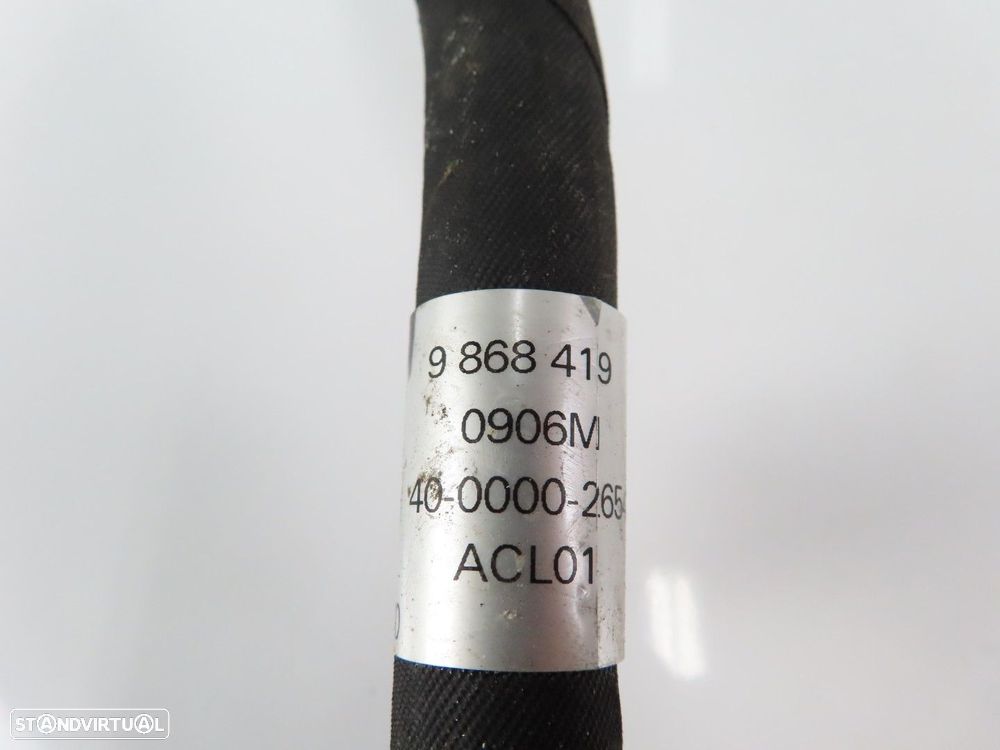 9 868 419
0906M
40-0000-265-
ACL01
STANDVIRTUAL